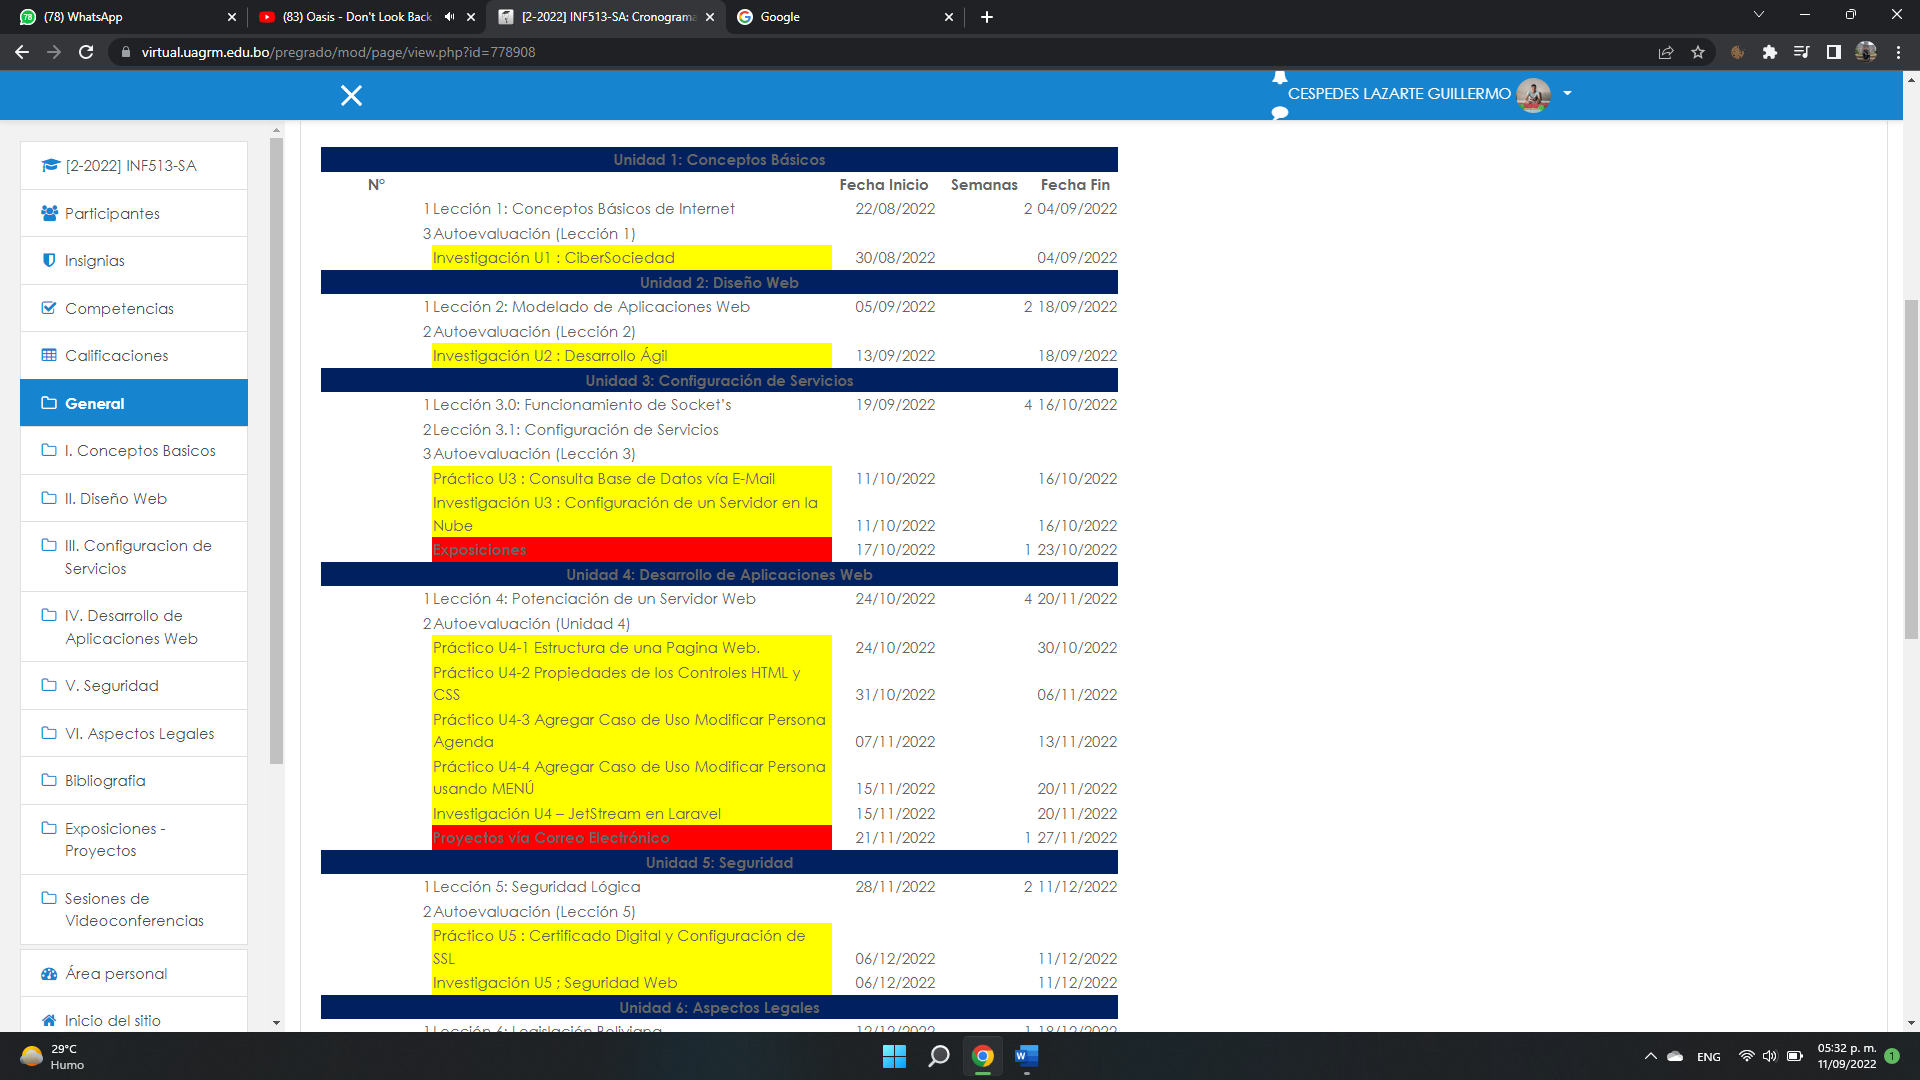 (78) WhatsApp
(83) Oasis - Don't Look Back
[2-2022] INF513-SA: Cronograma
Google
virtual.uagrm.edu.bo/pregrado/mod/page/view.php?id=778908
CESPEDES LAZARTE GUILLERMO
[2-2022] INF513-SA
Participantes
Insignias
Competencias
Calificaciones
General
I. Conceptos Basicos
II. Diseño Web
III. Configuracion de
Servicios
IV. Desarrollo de
Aplicaciones Web
V. Seguridad
VI. Aspectos Legales
Bibliografia
Exposiciones -
Proyectos
Sesiones de
Videoconferencias
Área personal
Inicio del sitio
Unidad 1: Conceptos Básicos
N° Fecha Inicio Semanas Fecha Fin
1 Lección 1: Conceptos Básicos de Internet 22/08/2022 2 04/09/2022
3 Autoevaluación (Lección 1)
Investigación U1 : CiberSociedad 30/08/2022 04/09/2022
Unidad 2: Diseño Web
1 Lección 2: Modelado de Aplicaciones Web 05/09/2022 2 18/09/2022
2 Autoevaluación (Lección 2)
Investigación U2 : Desarrollo Ágil 13/09/2022 18/09/2022
Unidad 3: Configuración de Servicios
1 Lección 3.0: Funcionamiento de Socket's 19/09/2022 4 16/10/2022
2 Lección 3.1: Configuración de Servicios
3 Autoevaluación (Lección 3)
Práctico U3 : Consulta Base de Datos vía E-Mail 11/10/2022 16/10/2022
Investigación U3 : Configuración de un Servidor en la
Nube 11/10/2022 16/10/2022
Exposiciones 17/10/2022 1 23/10/2022
Unidad 4: Desarrollo de Aplicaciones Web
1 Lección 4: Potenciación de un Servidor Web 24/10/2022 4 20/11/2022
2 Autoevaluación (Unidad 4)
Práctico U4-1 Estructura de una Pagina Web. 24/10/2022 30/10/2022
Práctico U4-2 Propiedades de los Controles HTML y
CSS 31/10/2022 06/11/2022
Práctico U4-3 Agregar Caso de Uso Modificar Persona
Agenda 07/11/2022 13/11/2022
Práctico U4-4 Agregar Caso de Uso Modificar Persona
usando MENÚ 15/11/2022 20/11/2022
Investigación U4 – JetStream en Laravel 15/11/2022 20/11/2022
Proyectos vía Correo Electrónico 21/11/2022 1 27/11/2022
Unidad 5: Seguridad
1 Lección 5: Seguridad Lógica 28/11/2022 2 11/12/2022
2 Autoevaluación (Lección 5)
Práctico U5 : Certificado Digital y Configuración de
SSL 06/12/2022 11/12/2022
Investigación U5 ; Seguridad Web 06/12/2022 11/12/2022
Unidad 6: Aspectos Legales
1 Lección 6: Legislación Boliviana 12/12/2022 1 18/12/2022
29°C
Humo
ENG
05:32 p. m.
11/09/2022
1